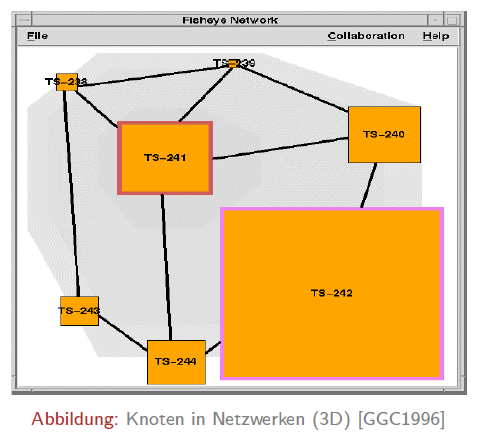 Fisheye Network
File Collaboration Help
TS-238
TS-239
TS-240
TS-241
TS-242
TS-243
TS-244
Abbildung: Knoten in Netzwerken (3D) [GGC1996]